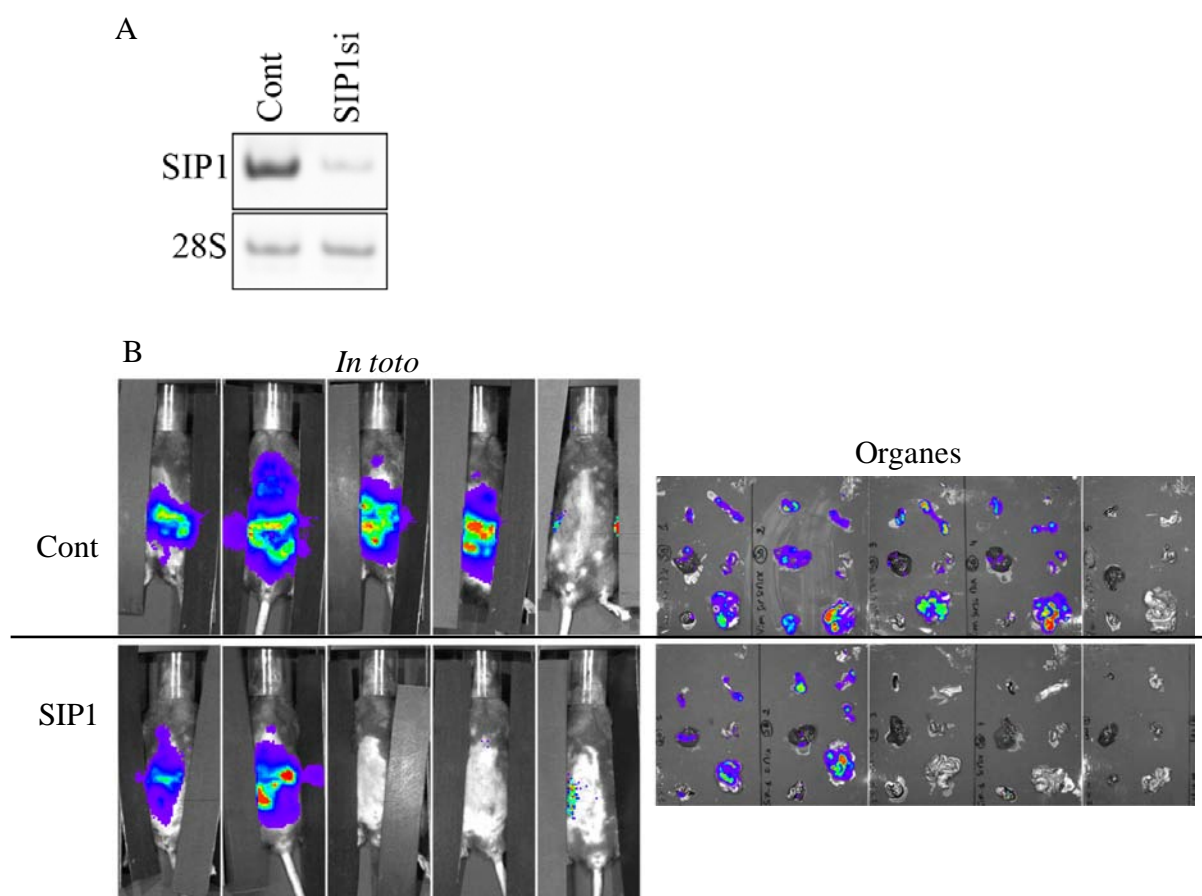 A
Cont
SIP1si
SIP1
28S
B
In toto
Organes
Cont
SIP1